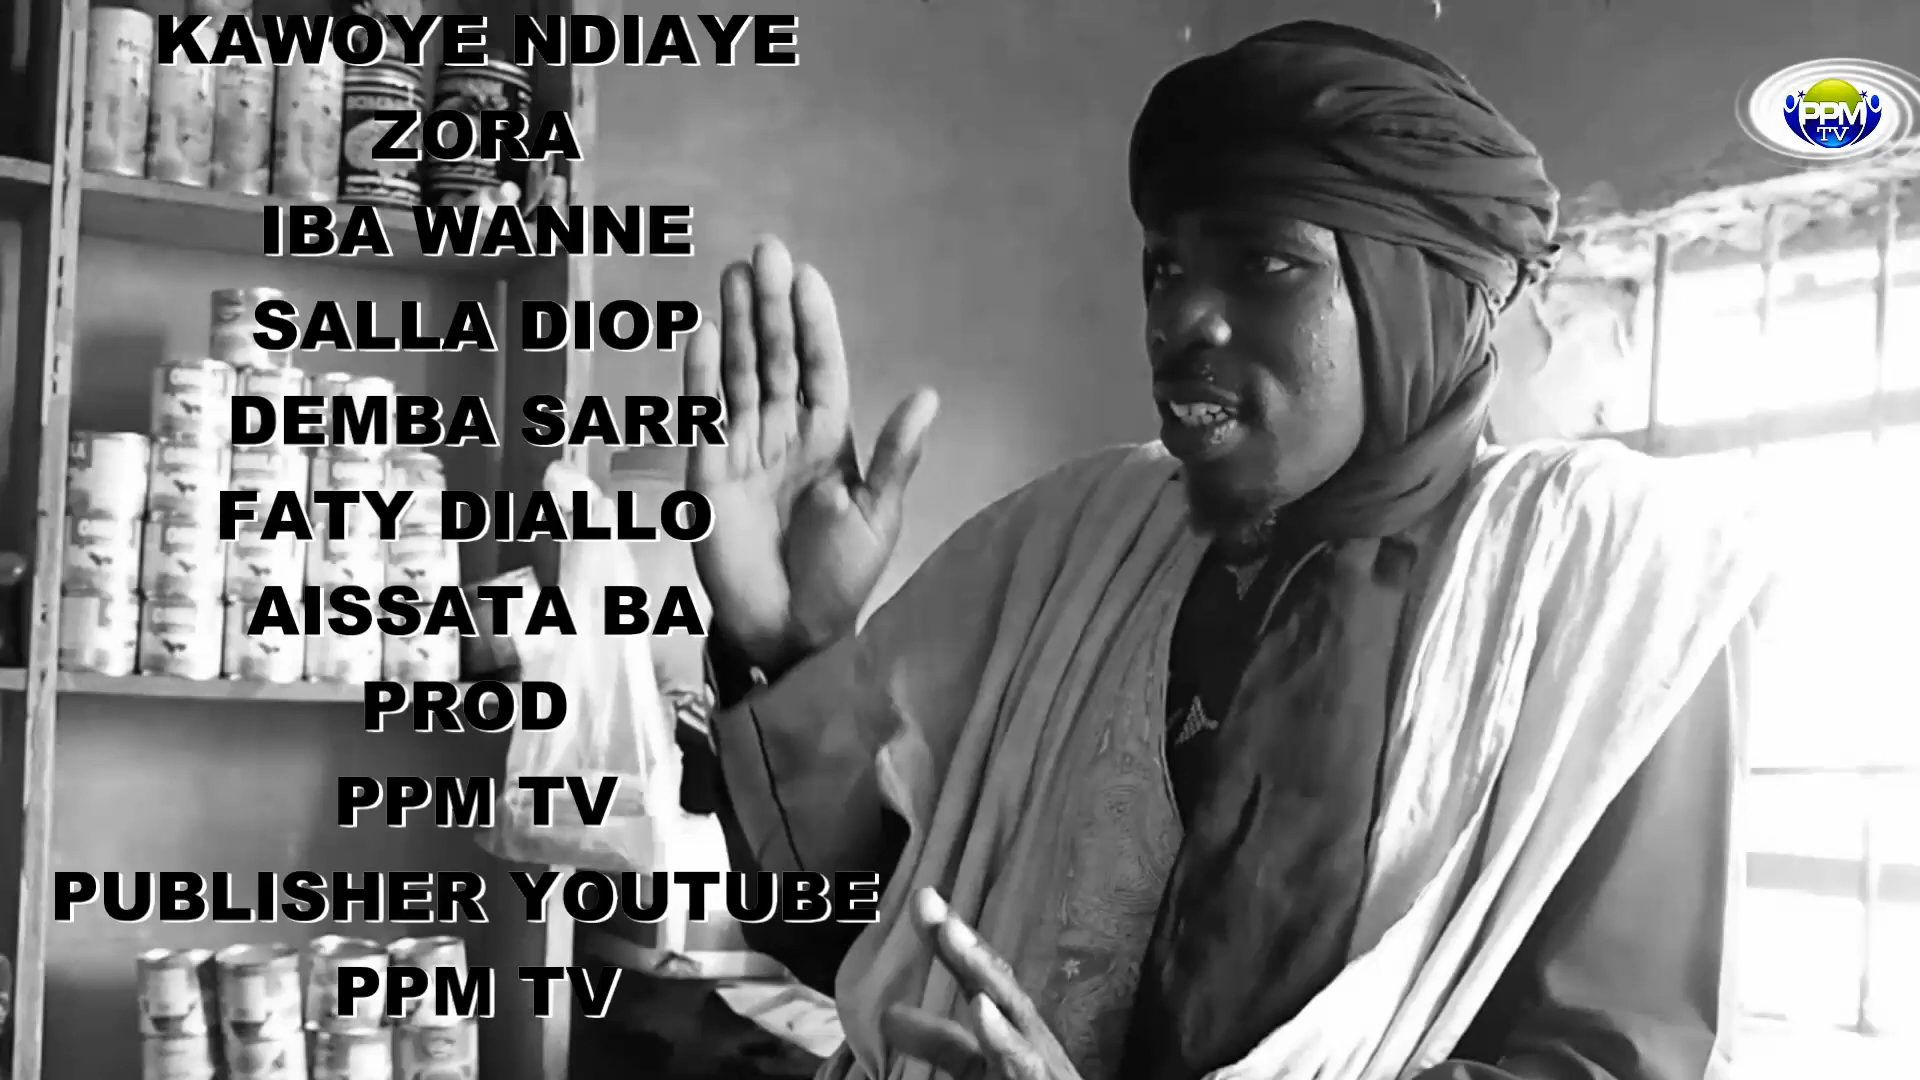 KAWOYE NDIAYE
ZORA
IBA WANNE
SALLA DIOP
DEMBA SARR
FATY DIALLO
AISSATA BA
PROD
PPM TV
PUBLISHER YOUTUBE
PPM TV
PPM
TV